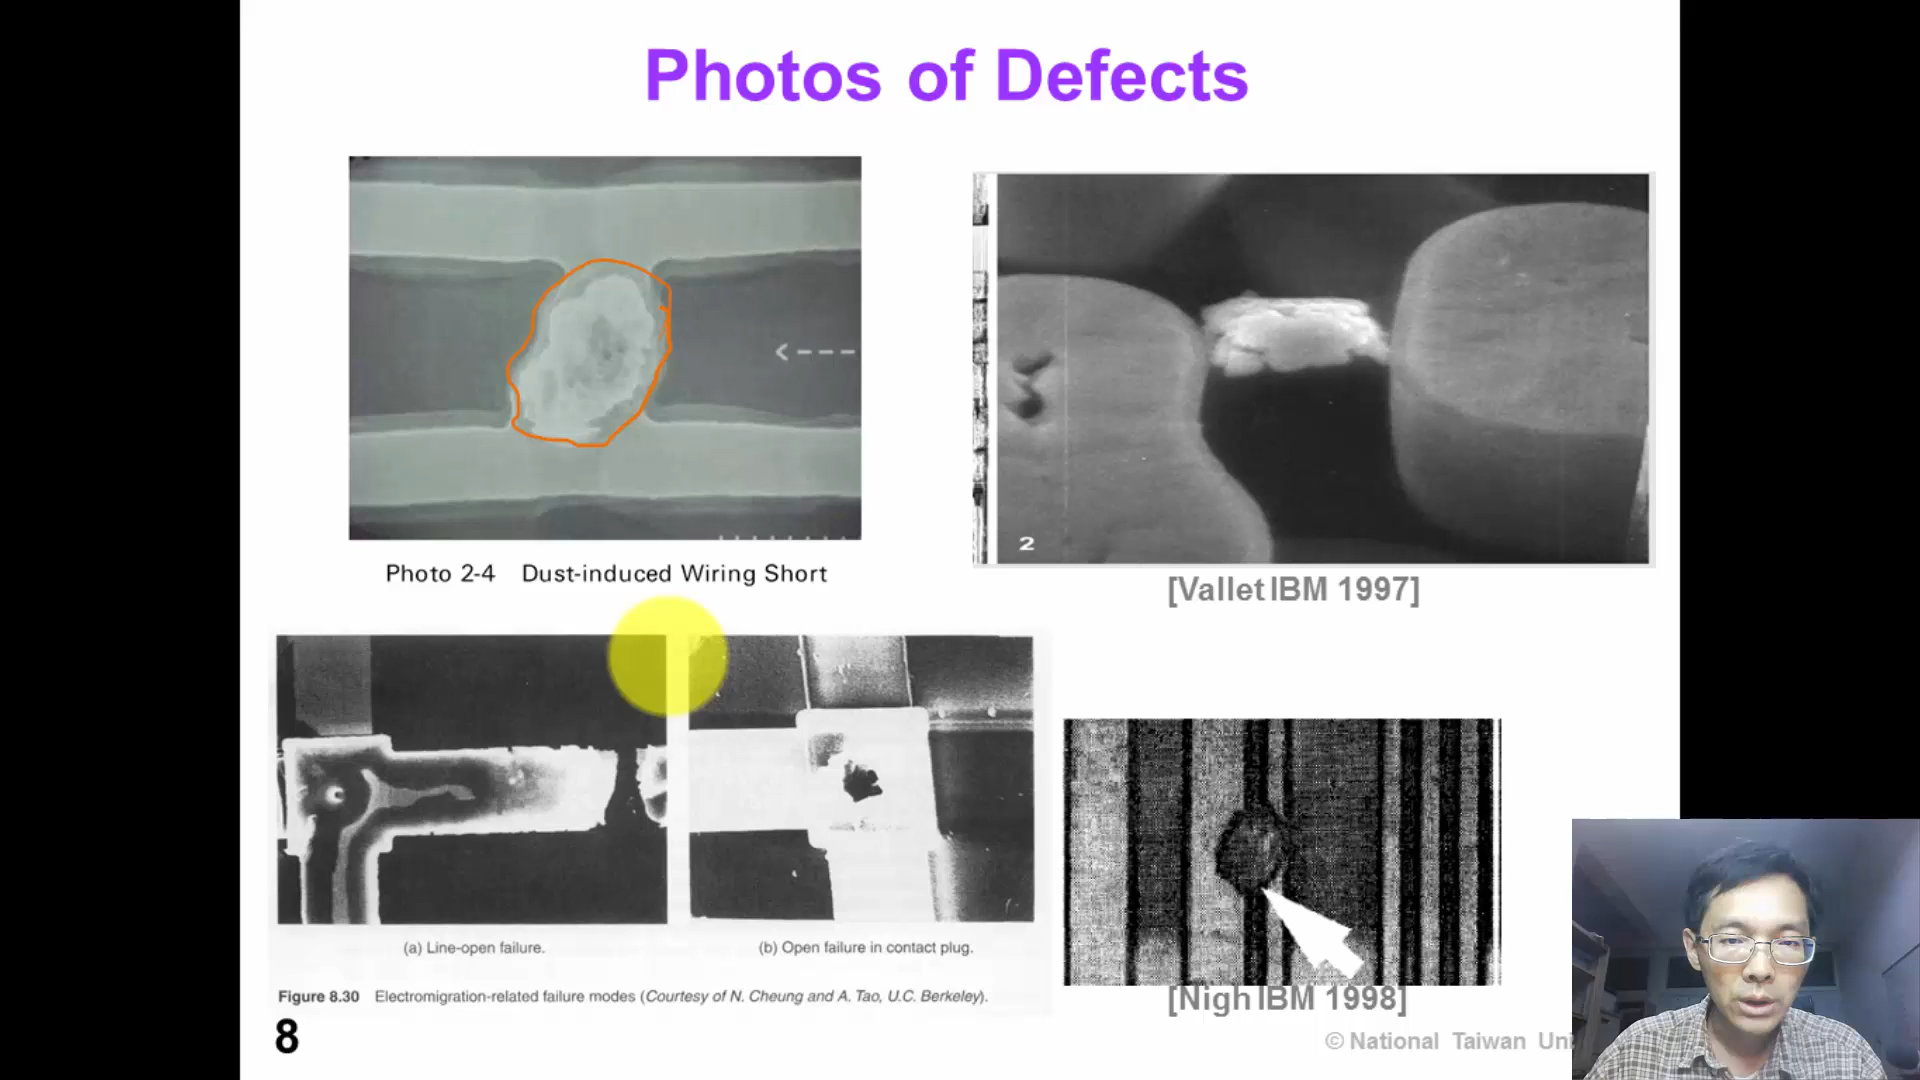 Photos of Defects
Photo 2-4 Dust-induced Wiring Short
2
[Vallet IBM 1997]
(a) Line-open failure.
(b) Open failure in contact plug.
Figure 8.30 Electromigration-related failure modes (Courtesy of N. Cheung and A. Tao, U.C. Berkeley).
[Nigh IBM 1998]
8
© National Taiwan Uni